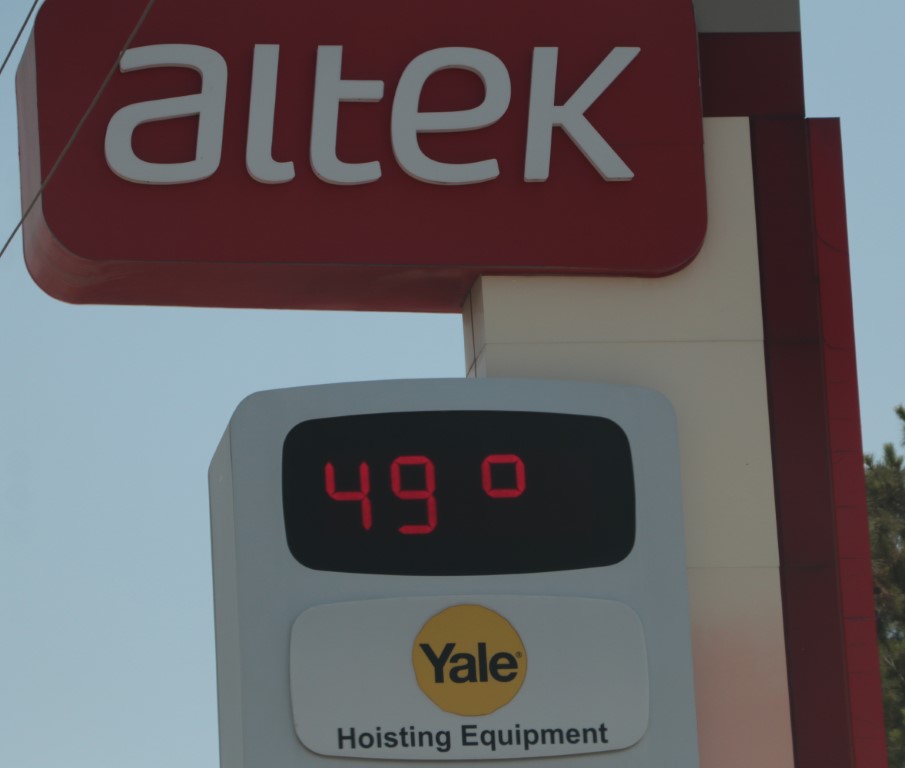 altek
49°
Yale®
Hoisting Equipment